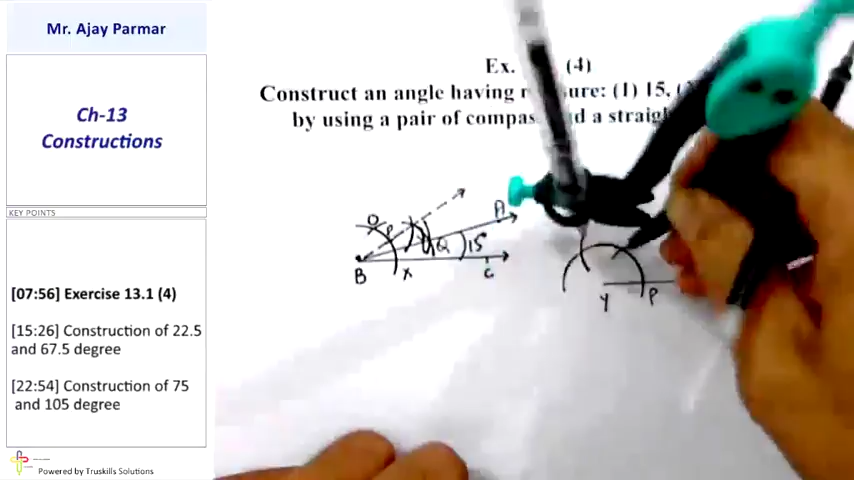 Mr. Ajay Parmar
Ch-13
Constructions
KEY POINTS
[07:56] Exercise 13.1 (4)
[15:26] Construction of 22.5
and 67.5 degree
[22:54] Construction of 75
and 105 degree
Powered by Truskills Solutions
Ex. (4)
Construct an angle having : (1) 15,
by using a pair of a
A
15
B
X
C
Y
P